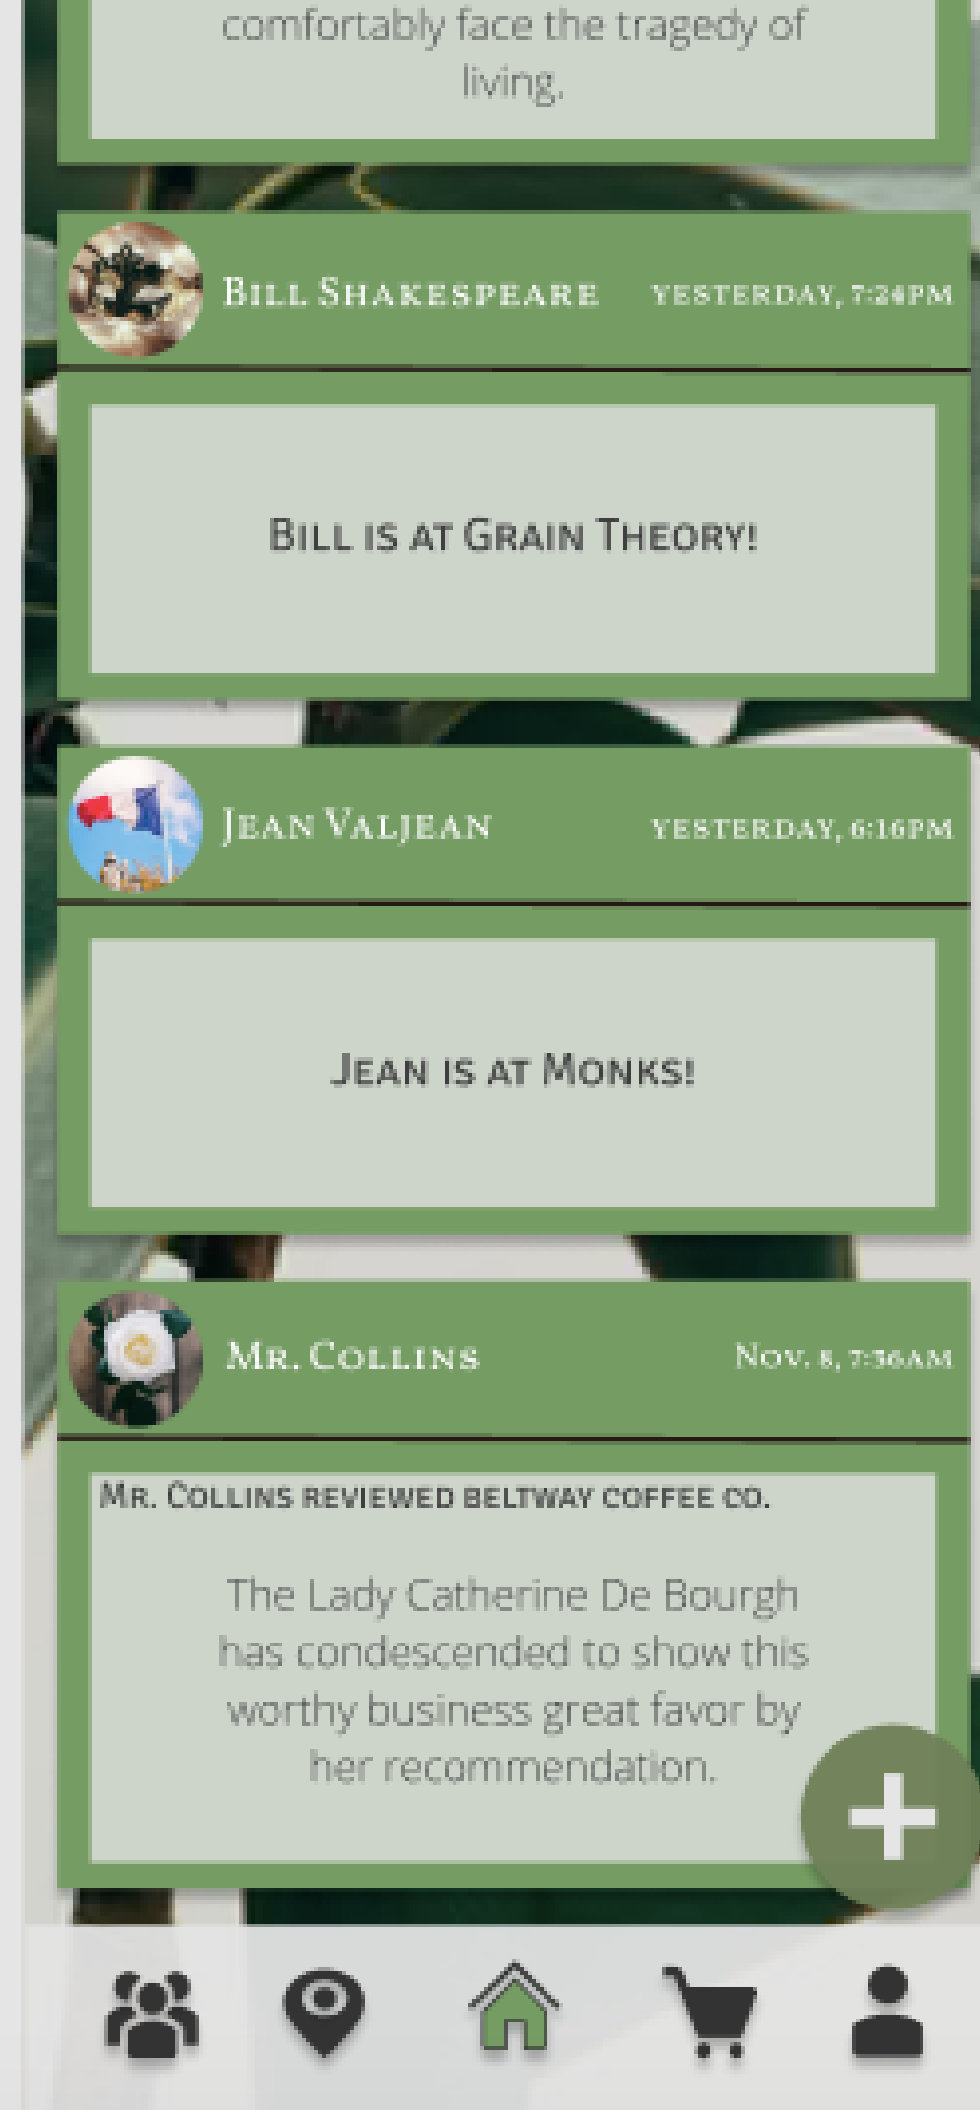 comfortably face the tragedy of
living.
Bill Shakespeare yesterday, 7:24pm
Bill is at Grain Theory!
Jean Valjean yesterday, 6:16pm
Jean is at Monks!
Mr. Collins Nov. 8, 7:36am
Mr. Collins reviewed beltway coffee co.
The Lady Catherine De Bourgh
has condescended to show this
worthy business great favor by
her recommendation.